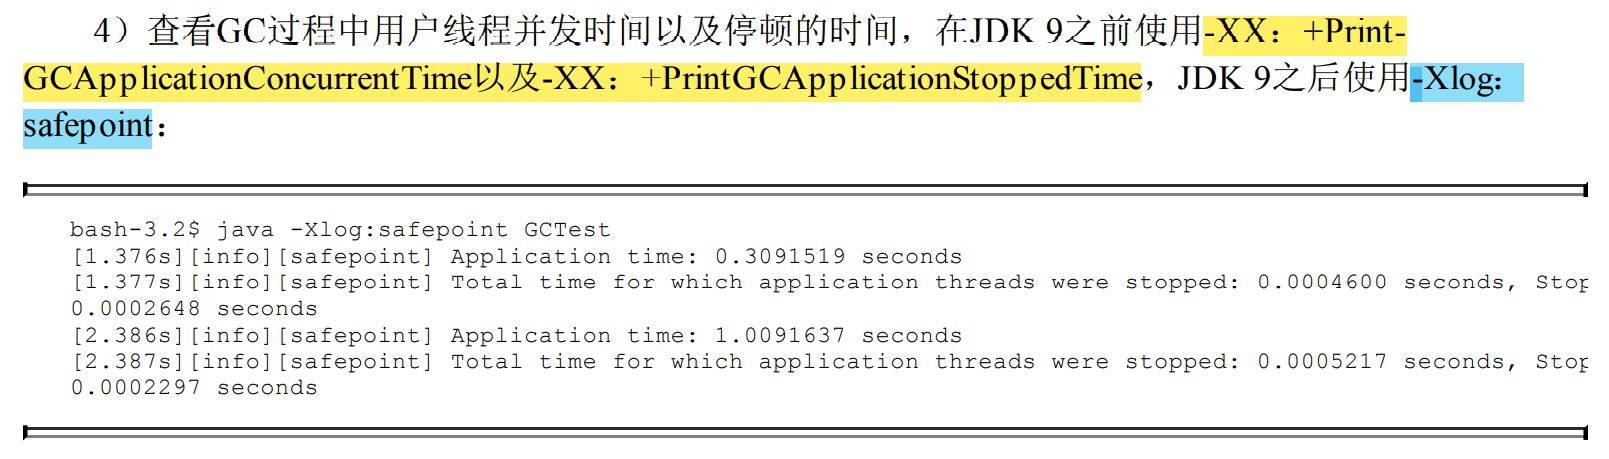 4）查看GC过程中用户线程并发时间以及停顿的时间，在JDK 9之前使用-XX：+Print-
GCApplicationConcurrentTime以及-XX：+PrintGCApplicationStoppedTime，JDK 9之后使用-Xlog：
safepoint：
bash-3.2$ java -Xlog:safepoint GCTest
[1.376s][info][safepoint] Application time: 0.3091519 seconds
[1.377s][info][safepoint] Total time for which application threads were stopped: 0.0004600 seconds, Stop
0.0002648 seconds
[2.386s][info][safepoint] Application time: 1.0091637 seconds
[2.387s][info][safepoint] Total time for which application threads were stopped: 0.0005217 seconds, Stop
0.0002297 seconds